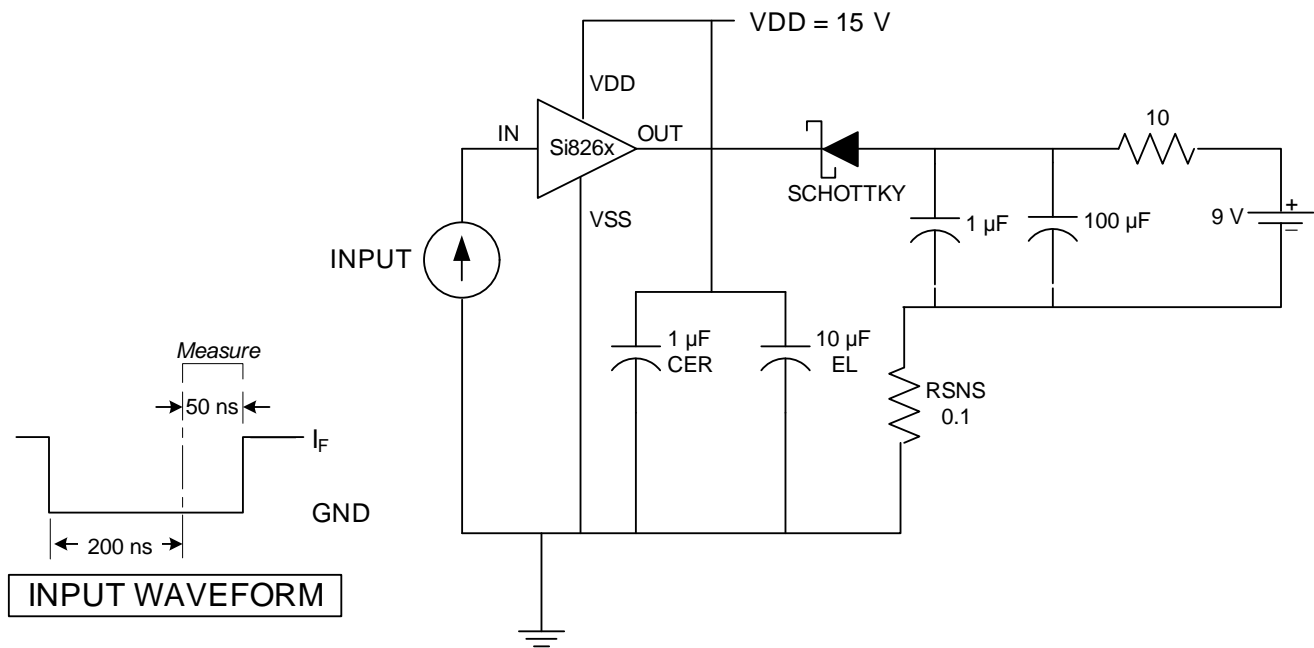 VDD = 15 V
VDD
10
IN
OUT
Si826x
SCHOTTKY
VSS
1 µF
100 µF
9 V
+
–
INPUT
1 µF
CER
10 µF
EL
RSNS
0.1
Measure
50 ns
IF
GND
200 ns
INPUT WAVEFORM